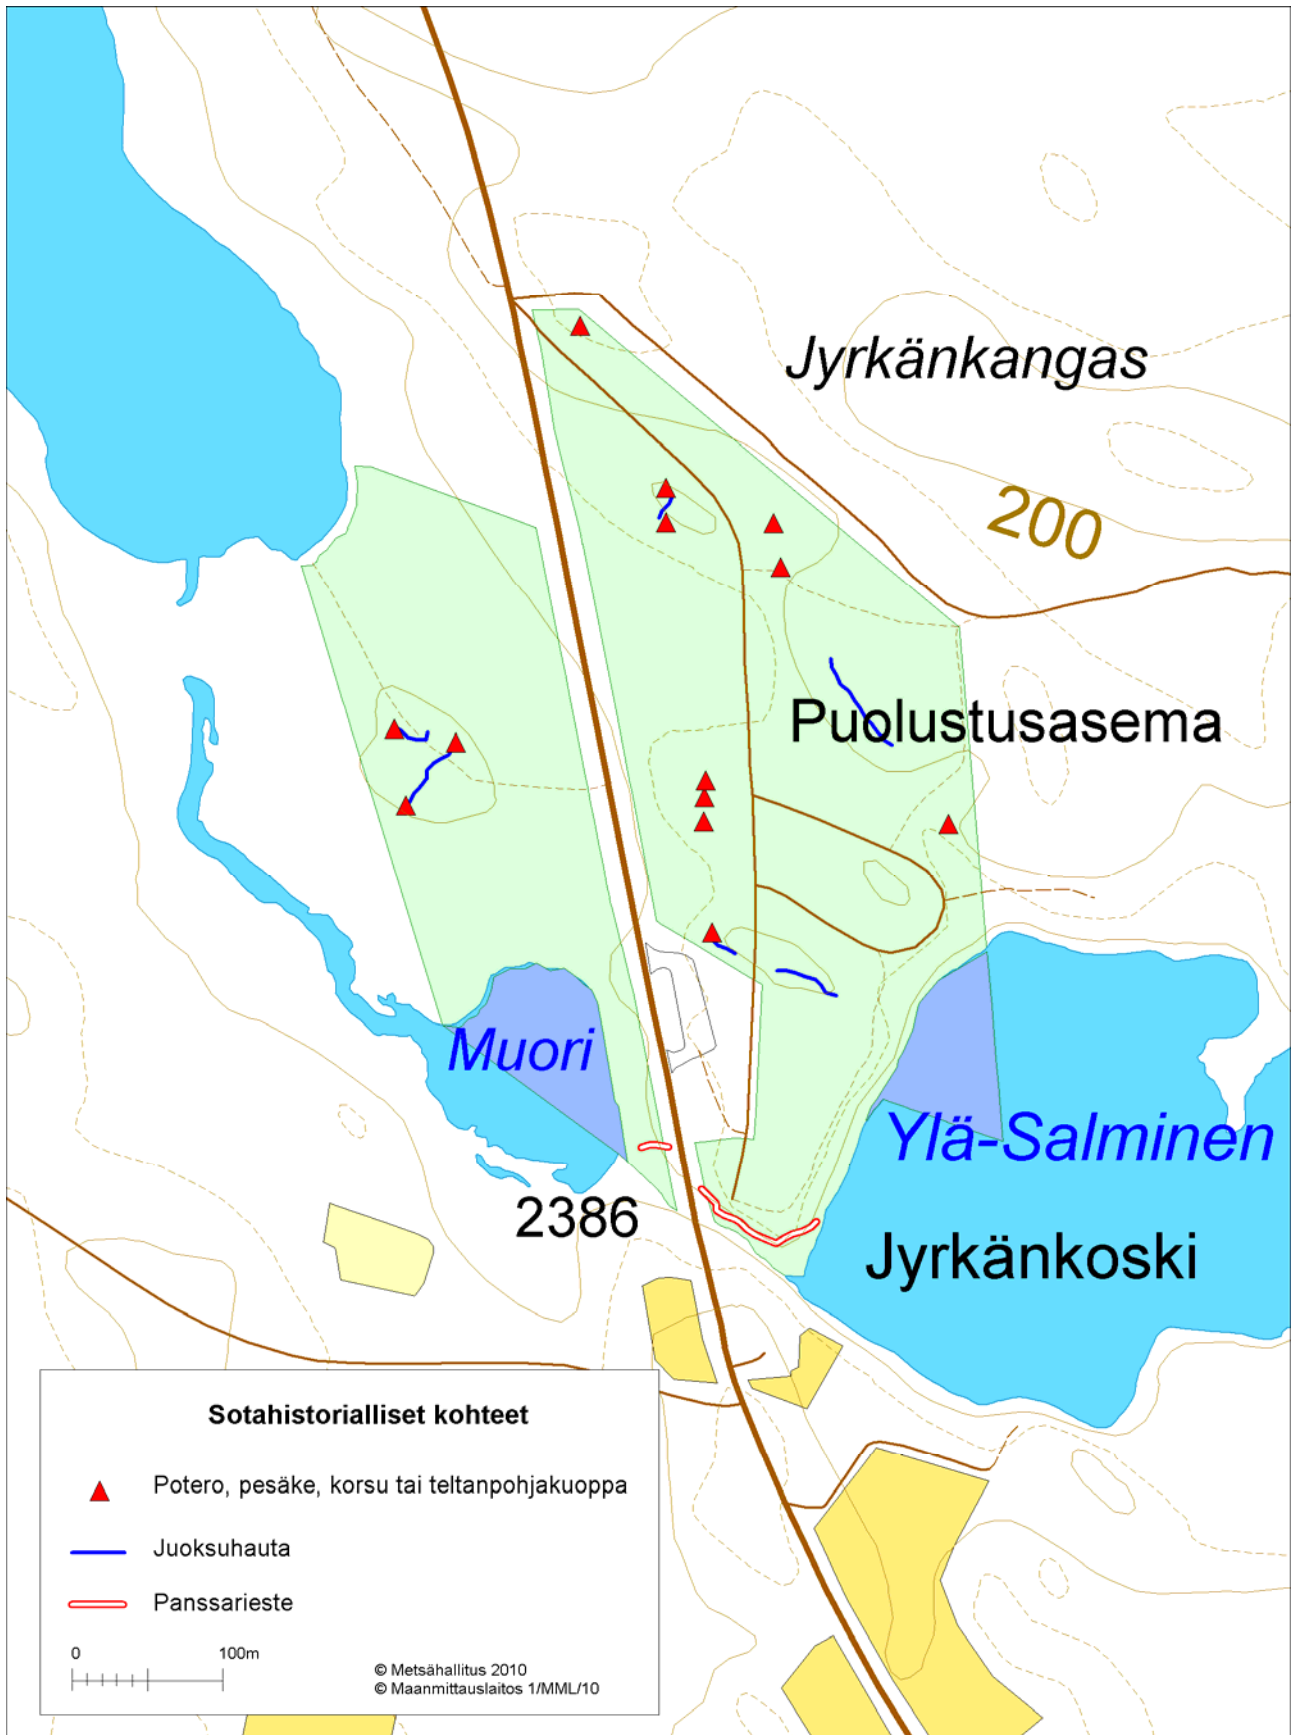 Jyrkänkangas
200
Puolustusasema
Muori
Ylä-Salminen
2386
Jyrkänkoski
Sotahistorialliset kohteet
Potero, pesäke, korsu tai teltanpohjakuoppa
Juoksuhauta
Panssarieste
0 100m
© Metsähallitus 2010
© Maanmittauslaitos 1/MML/10